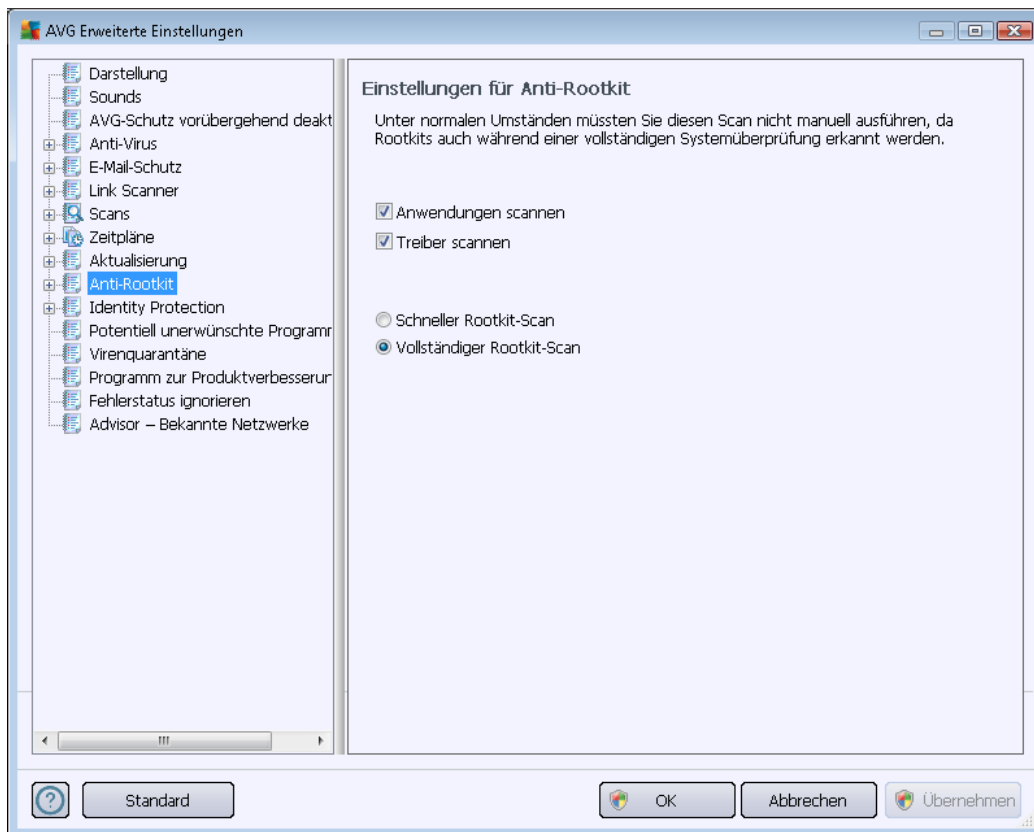 AVG Erweiterte Einstellungen
Darstellung
Sounds
AVG-Schutz vorübergehend deakt
Anti-Virus
E-Mail-Schutz
Link Scanner
Scans
Zeitpläne
Aktualisierung
Anti-Rootkit
Identity Protection
Potentiell unerwünschte Programm
Virenquarantäne
Programm zur Produktverbesserun
Fehlerstatus ignorieren
Advisor – Bekannte Netzwerke
Einstellungen für Anti-Rootkit
Unter normalen Umständen müssten Sie diesen Scan nicht manuell ausführen, da
Rootkits auch während einer vollständigen Systemüberprüfung erkannt werden.
Anwendungen scannen
Treiber scannen
Schneller Rootkit-Scan
Vollständiger Rootkit-Scan
?
Standard
OK
Abbrechen
Übernehmen